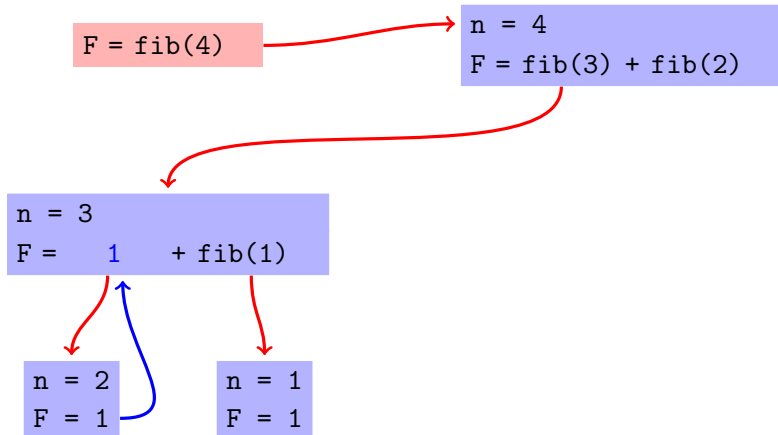 F = fib(4)
n = 4
F = fib(3) + fib(2)
n = 3
F = 1 + fib(1)
n = 2
F = 1
n = 1
F = 1